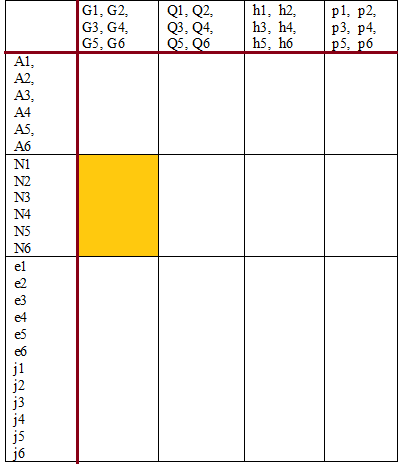 G1, G2,
G3, G4,
G5, G6
Q1, Q2,
Q3, Q4,
Q5, Q6
h1, h2,
h3, h4,
h5, h6
p1, p2,
p3, p4,
p5, p6
A1,
A2,
A3,
A4
A5,
A6
N1
N2
N3
N4
N5
N6
e1
e2
e3
e4
e5
e6
j1
j2
j3
j4
j5
j6